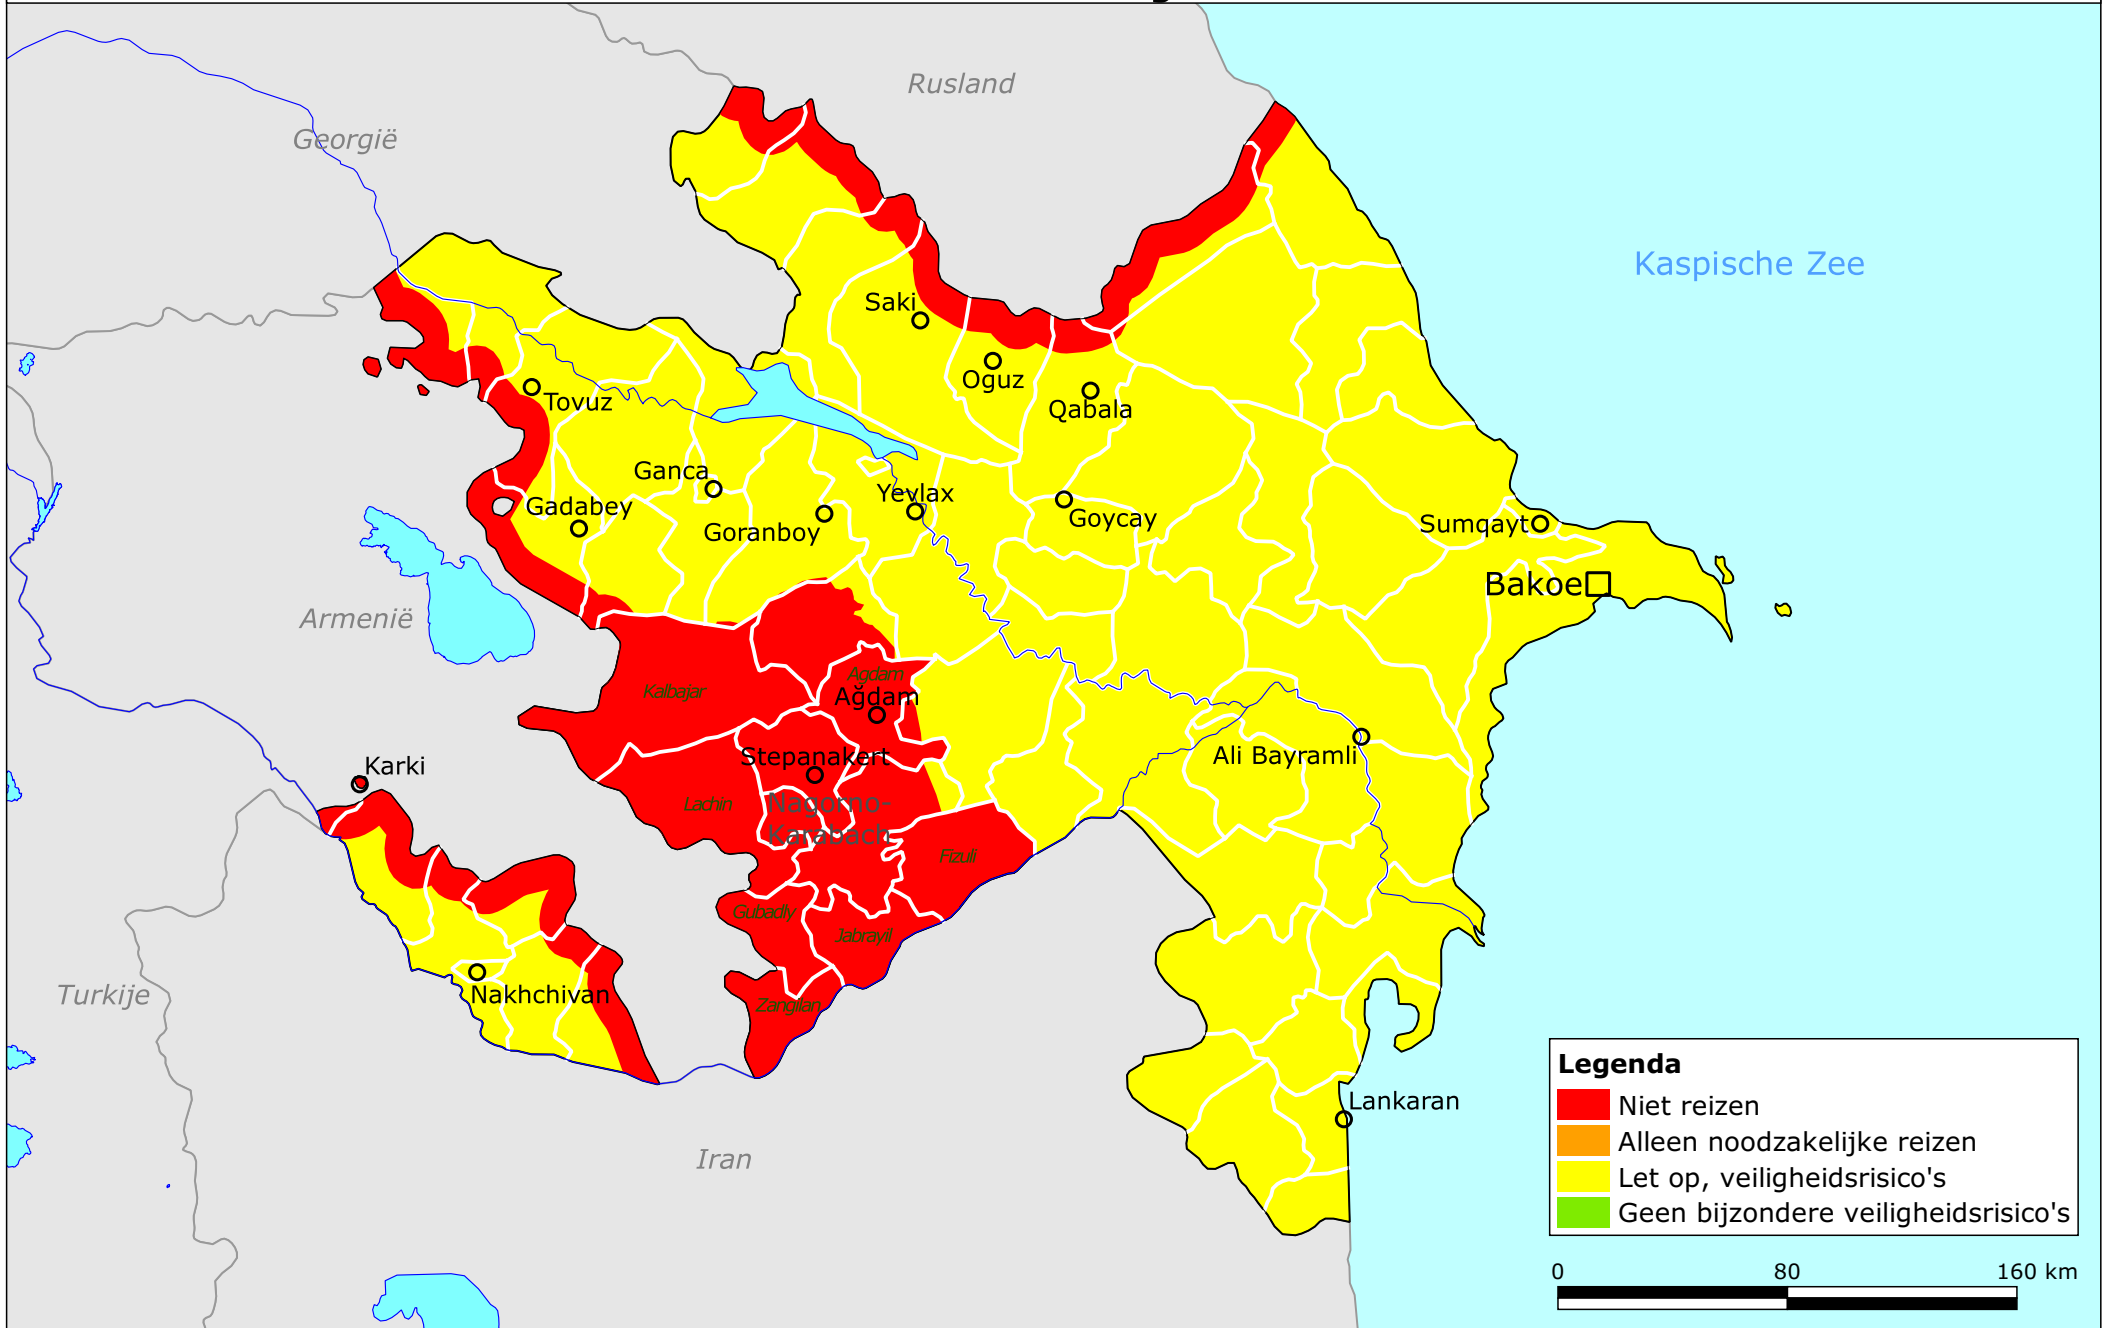 Rusland
Georgië
Kaspische Zee
Saki
Oguz
Tovuz
Qabala
Ganca
Gadabey
Yevlax
Goranboy
Goycay
Sumqayt
Bakoe
Armenië
Kalbajar
Agdam
Ağdam
Stepanakert
Ali Bayramli
Karki
Lachin
Nagorno-
Karabach
Fizuli
Gubadly
Jabrayil
Turkije
Nakhchivan
Zangilan
Lankaran
Iran
Legenda
Niet reizen
Alleen noodzakelijke reizen
Let op, veiligheidsrisico's
Geen bijzondere veiligheidsrisico's
0 80 160 km